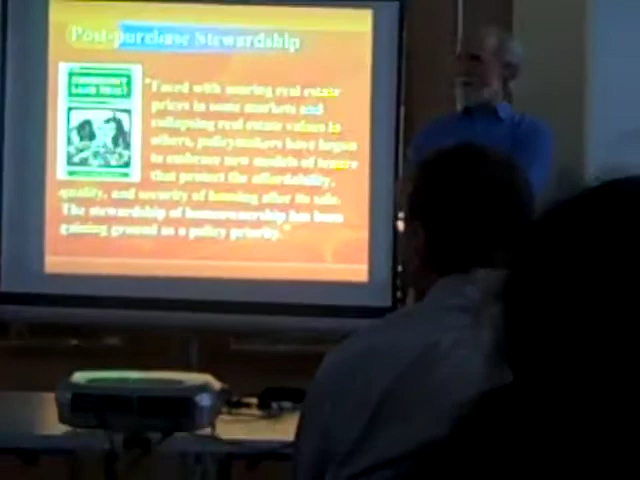 Post-purchase Stewardship
COMMUNITY
LAND TRUST
"Faced with soaring real estate
prices in some markets and
collapsing real estate values in
others, policymakers have begun
to embrace new models of tenure
that protect the affordability,
quality, and security of housing after its sale.
The stewardship of homeownership has been
gaining ground as a policy priority."